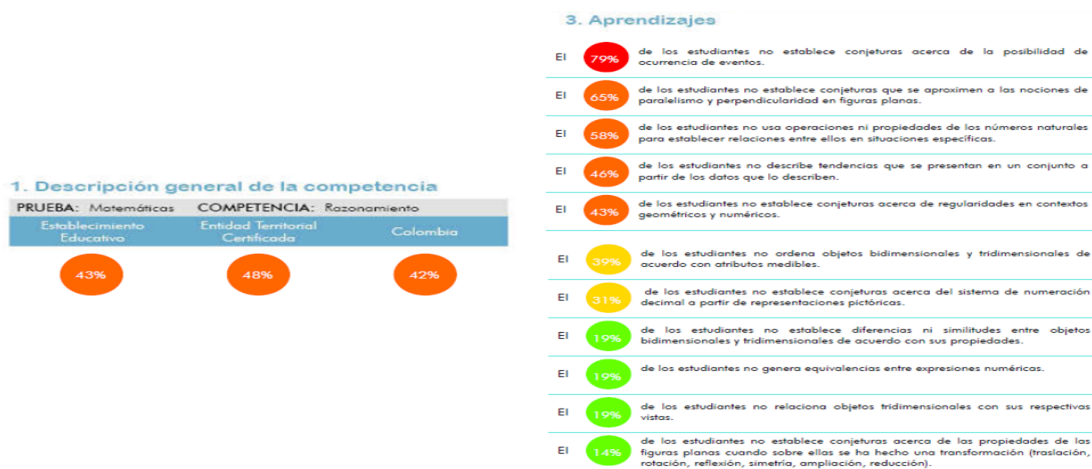 1. Descripción general de la competencia
PRUEBA: Matemáticas COMPETENCIA: Razonamiento
Establecimiento Educativo
Entidad Territorial Certificada
Colombia
43%
48%
42%
3. Aprendizajes
El 79% de los estudiantes no establece conjeturas acerca de la posibilidad de
ocurrencia de eventos.
El 65% de los estudiantes no establece conjeturas que se aproximen a las nociones de
paralelismo y perpendicularidad en figuras planas.
El 58% de los estudiantes no usa operaciones ni propiedades de los números naturales
para establecer relaciones entre ellos en situaciones específicas.
El 46% de los estudiantes no describe tendencias que se presentan en un conjunto a
partir de los datos que lo describen.
El 43% de los estudiantes no establece conjeturas acerca de regularidades en contextos
geométricos y numéricos.
El 39% de los estudiantes no ordena objetos bidimensionales y tridimensionales de
acuerdo con atributos medibles.
El 31% de los estudiantes no establece conjeturas acerca del sistema de numeración
decimal a partir de representaciones pictóricas.
El 19% de los estudiantes no establece diferencias ni similitudes entre objetos
bidimensionales y tridimensionales de acuerdo con sus propiedades.
El 19% de los estudiantes no genera equivalencias entre expresiones numéricas.
El 19% de los estudiantes no relaciona objetos tridimensionales con sus respectivas
vistas.
El 14% de los estudiantes no establece conjeturas acerca de las propiedades de las
figuras planas cuando sobre ellas se ha hecho una transformación (traslación,
rotación, reflexión, simetría, ampliación, reducción).